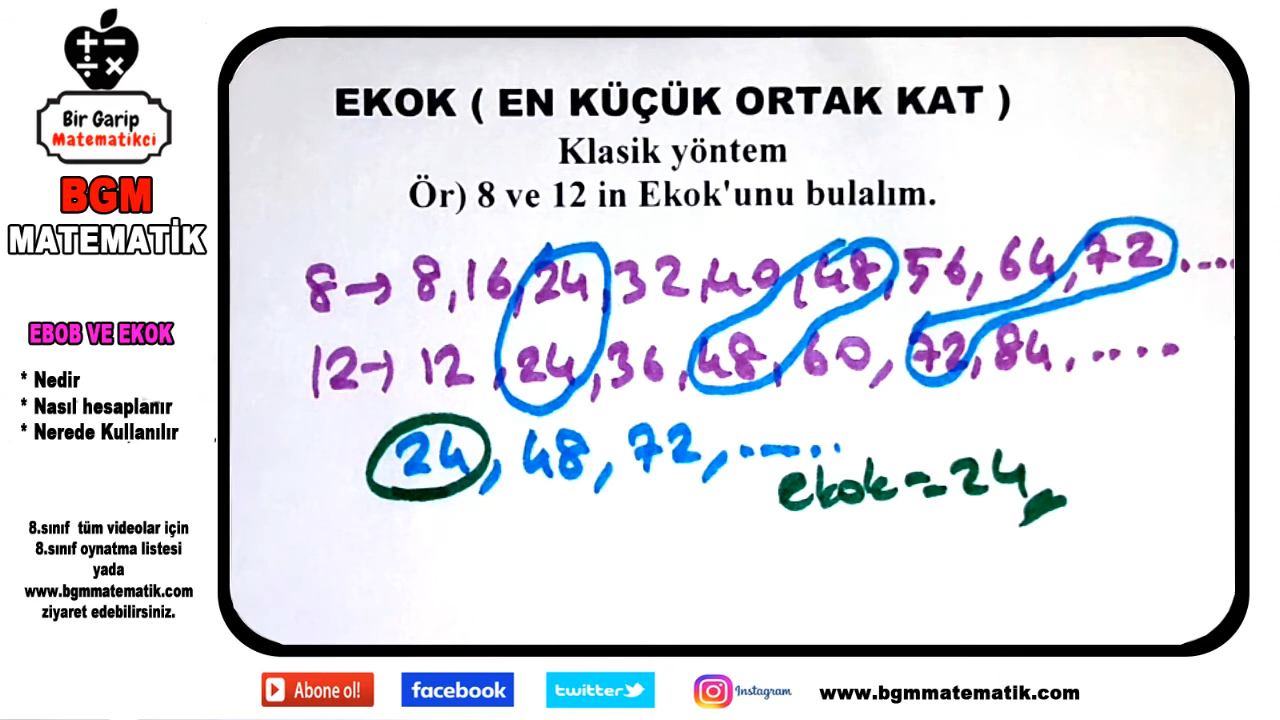 Bir Garip
Matematikci
BGM
MATEMATİK
EBOB VE EKOK
* Nedir
* Nasıl hesaplanır
* Nerede Kullanılır
8.sınıf tüm videolar için
8.sınıf oynatma listesi
yada
www.bgmmatematik.com
ziyaret edebilirsiniz.
EKOK ( EN KÜÇÜK ORTAK KAT )
Klasik yöntem
Ör) 8 ve 12 in Ekok'unu bulalım.
8→ 8,16,24,32,40,48,56,64,72,....
12→ 12,24,36,48,60,72,84,.....
24,48,72,.....
ekok=24
Abone ol!
facebook
twitter
Instagram
www.bgmmatematik.com